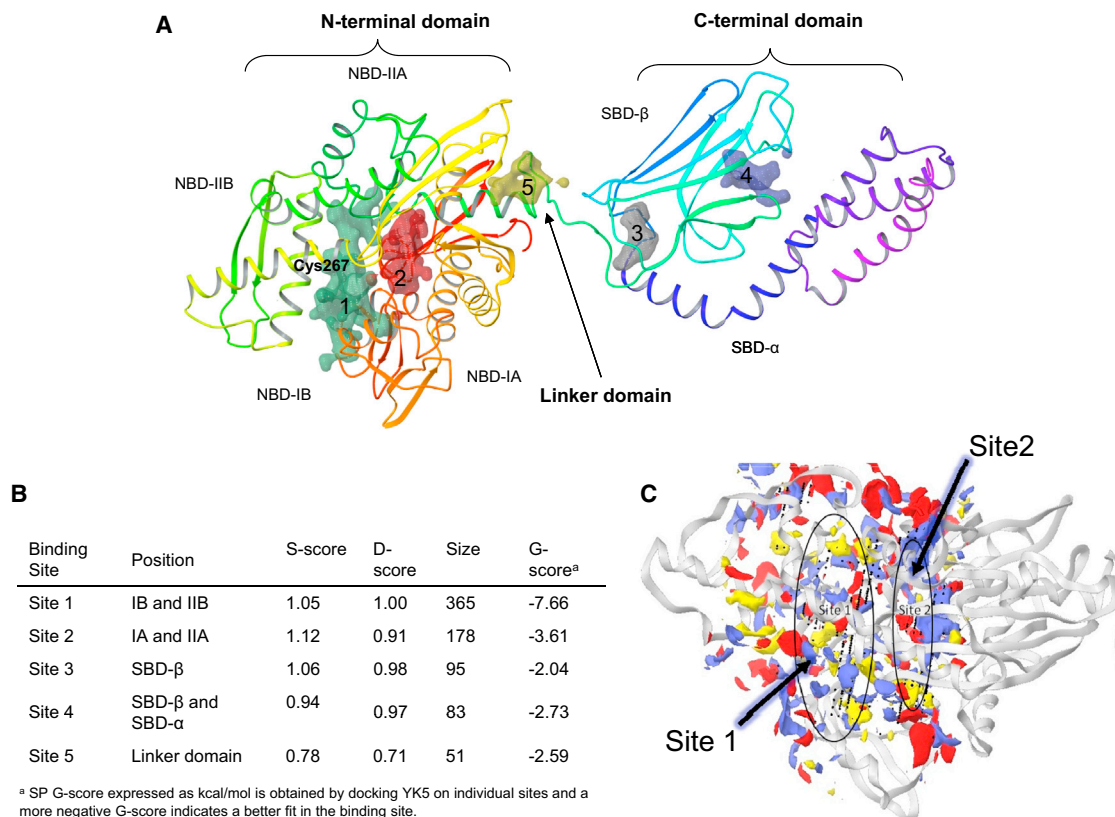 A
N-terminal domain
C-terminal domain
NBD-IIA
SBD-β
NBD-IIB
5
4
Cys267
2
3
1
SBD-α
NBD-IB
NBD-IA
Linker domain
B
Binding Site
Position
S-score
D-score
Size
G-scoreᵃ
Site 1 IB and IIB 1.05 1.00 365 -7.66
Site 2 IA and IIA 1.12 0.91 178 -3.61
Site 3 SBD-β 1.06 0.98 95 -2.04
Site 4 SBD-β and SBD-α 0.94 0.97 83 -2.73
Site 5 Linker domain 0.78 0.71 51 -2.59
ᵃ SP G-score expressed as kcal/mol is obtained by docking YK5 on individual sites and a
more negative G-score indicates a better fit in the binding site.
C
Site2
Site 1
Site 2
Site 1